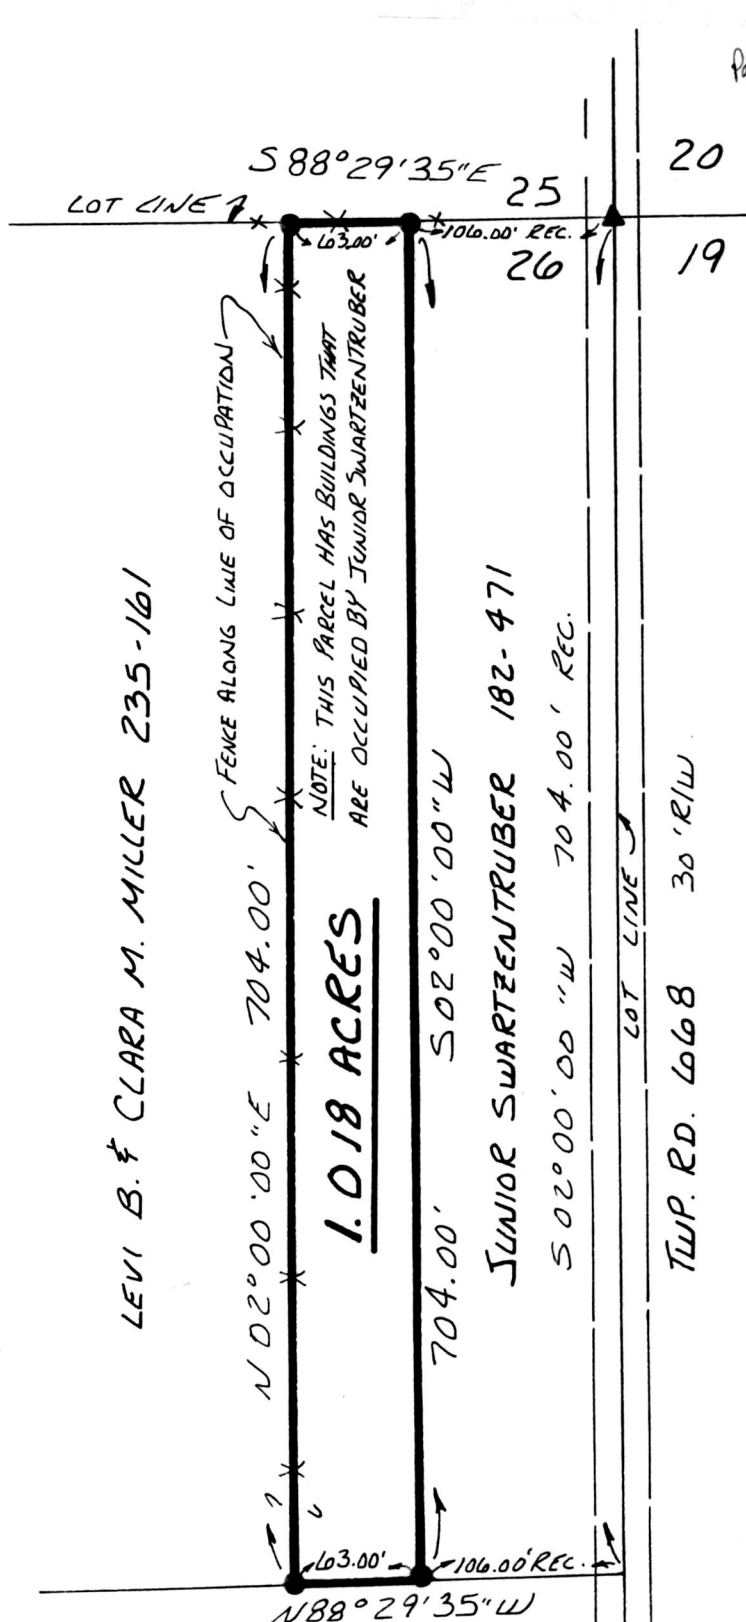 S 88° 29' 35" E
20
25
LOT LINE
63.00'
106.00' REC.
26
19
FENCE ALONG LINE OF OCCUPATION
NOTE: THIS PARCEL HAS BUILDINGS THAT
ARE OCCUPIED BY JUNIOR SWARTZENTRUBER
LEVI B. & CLARA M. MILLER 235-161
N 02° 00' 00" E 704.00'
1.018 ACRES
704.00' S 02° 00' 00" W
JUNIOR SWARTZENTRUBER 182-471
S 02° 00' 00" W 704.00' REC.
LOT LINE
TWP. RD. 668 30' R/W
63.00'
106.00' REC.
N 88° 29' 35" W